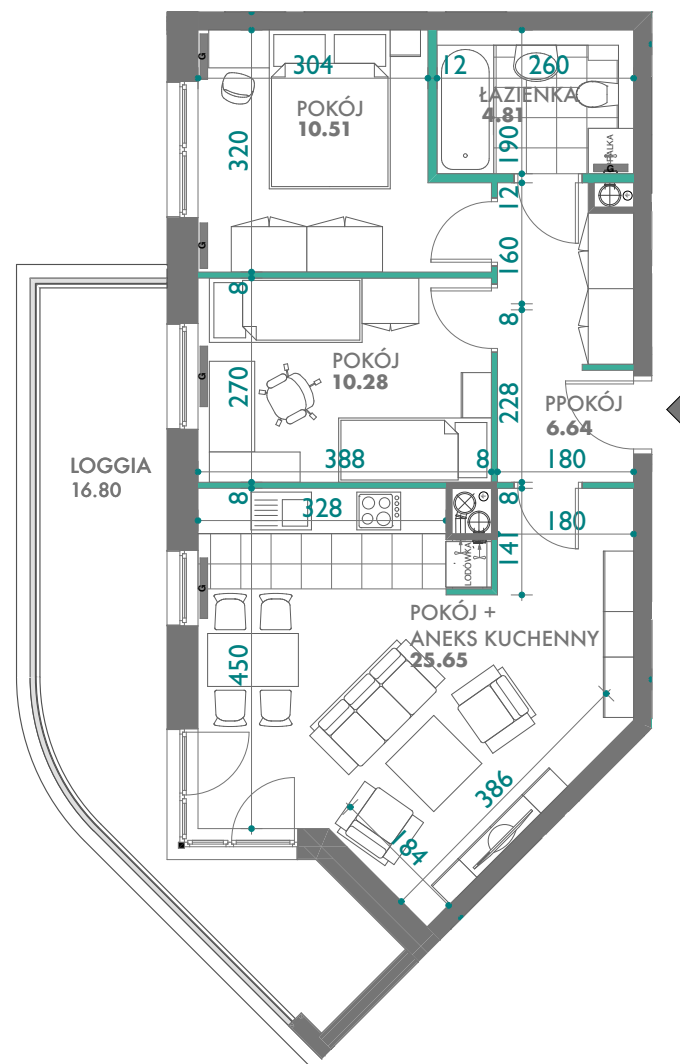 304
12
260
G
POKÓJ
10.51
ŁAZIENKA
4.81
320
190
PRALKA
G
12
160
G
8
8
POKÓJ
10.28
G
270
228
PPOKÓJ
6.64
LOGGIA
16.80
388
8
180
8
328
8
180
141
LODÓWKA
G
POKÓJ +
ANEKS KUCHENNY
25.65
450
386
184